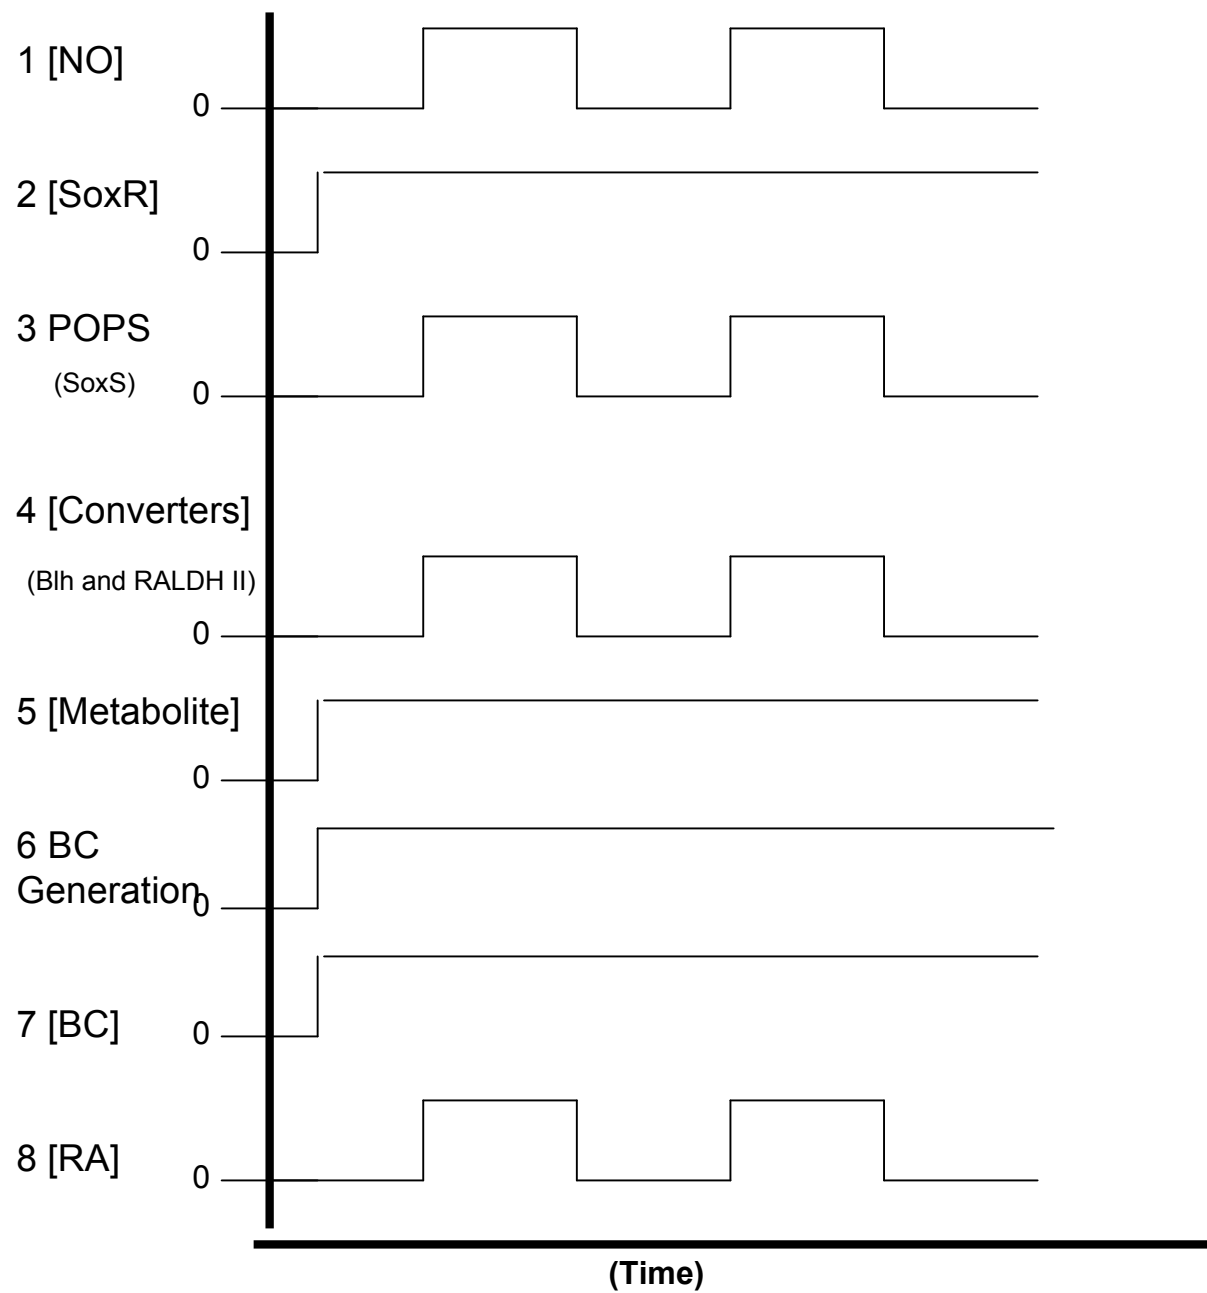 1 [NO]
0
2 [SoxR]
0
3 POPS
(SoxS)
0
4 [Converters]
(Blh and RALDH II)
0
5 [Metabolite]
0
6 BC
Generation
0
7 [BC]
0
8 [RA]
0
(Time)